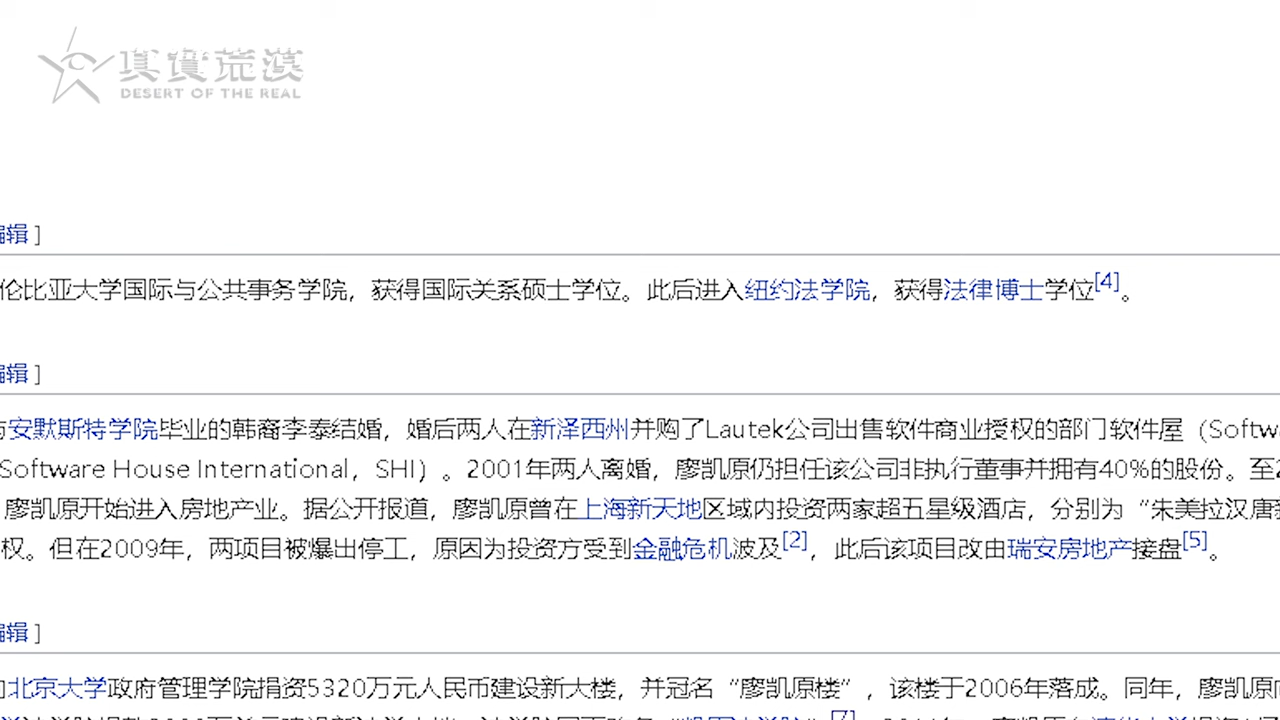 真實荒漠
DESERT OF THE REAL
编辑 ]
伦比亚大学国际与公共事务学院，获得国际关系硕士学位。此后进入纽约法学院，获得法律博士学位[4]。
编辑 ]
与安默斯特学院毕业的韩裔李泰结婚，婚后两人在新泽西州并购了Lautek公司出售软件商业授权的部门软件屋（Softwa
Software House International，SHI）。2001年两人离婚，廖凯原仍担任该公司非执行董事并拥有40%的股份。至2
廖凯原开始进入房地产业。据公开报道，廖凯原曾在上海新天地区域内投资两家超五星级酒店，分别为“朱美拉汉唐
权。但在2009年，两项目被爆出停工，原因为投资方受到金融危机波及[2]，此后该项目改由瑞安房地产接盘[5]。
编辑 ]
向北京大学政府管理学院捐资5320万元人民币建设新大楼，并冠名“廖凯原楼”，该楼于2006年落成。同年，廖凯原向